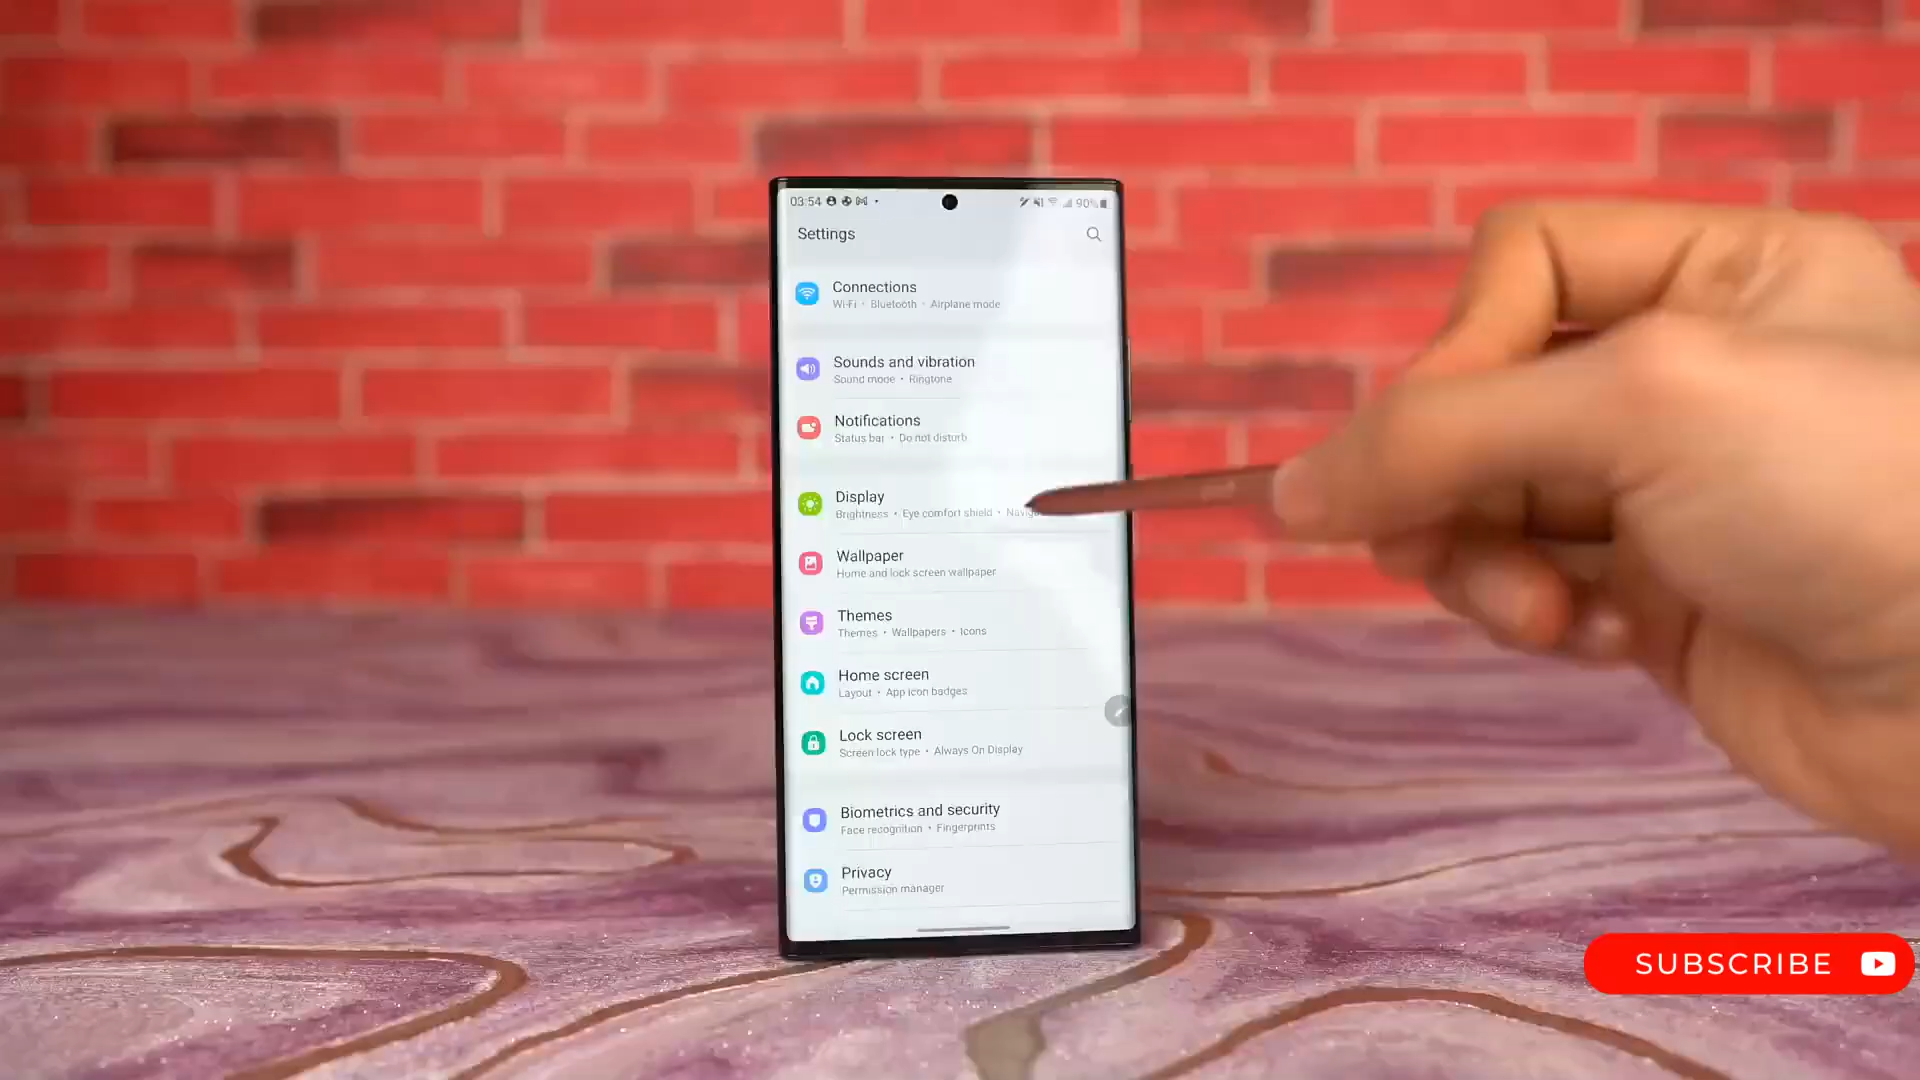 03:54
90%
Settings
Connections
Wi-Fi • Bluetooth • Airplane mode
Sounds and vibration
Sound mode • Ringtone
Notifications
Status bar • Do not disturb
Display
Brightness • Eye comfort shield •
Wallpaper
Home and lock screen wallpaper
Themes
Themes • Wallpapers • Icons
Home screen
Layout • App icon badges
Lock screen
Screen lock type • Always On Display
Biometrics and security
Face recognition • Fingerprints
Privacy
Permission manager
SUBSCRIBE